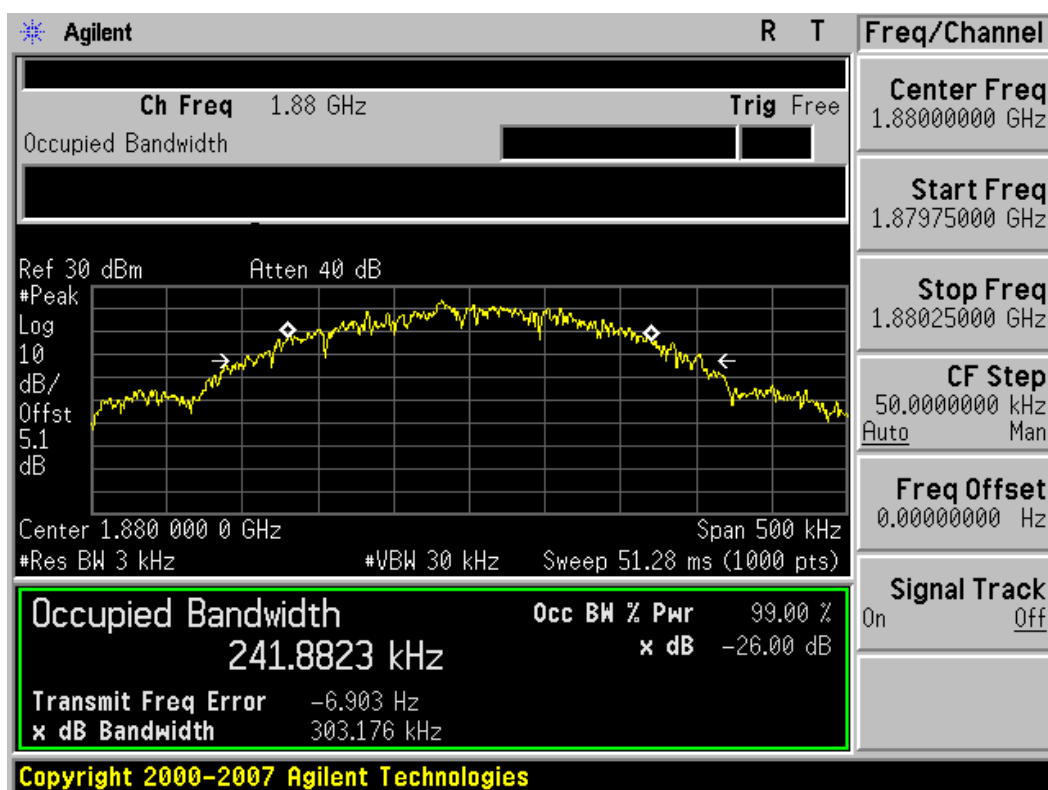 Agilent R T Freq/Channel
Ch Freq 1.88 GHz Trig Free
Occupied Bandwidth
Center Freq
1.88000000 GHz
Start Freq
1.87975000 GHz
Stop Freq
1.88025000 GHz
CF Step
50.0000000 kHz
Auto Man
Freq Offset
0.00000000 Hz
Signal Track
On Off
Ref 30 dBm Atten 40 dB
#Peak
Log
10
dB/
Offst
5.1
dB
Center 1.880 000 0 GHz Span 500 kHz
#Res BW 3 kHz #VBW 30 kHz Sweep 51.28 ms (1000 pts)
Occupied Bandwidth Occ BW % Pwr 99.00 %
241.8823 kHz x dB -26.00 dB
Transmit Freq Error -6.903 Hz
x dB Bandwidth 303.176 kHz
Copyright 2000-2007 Agilent Technologies